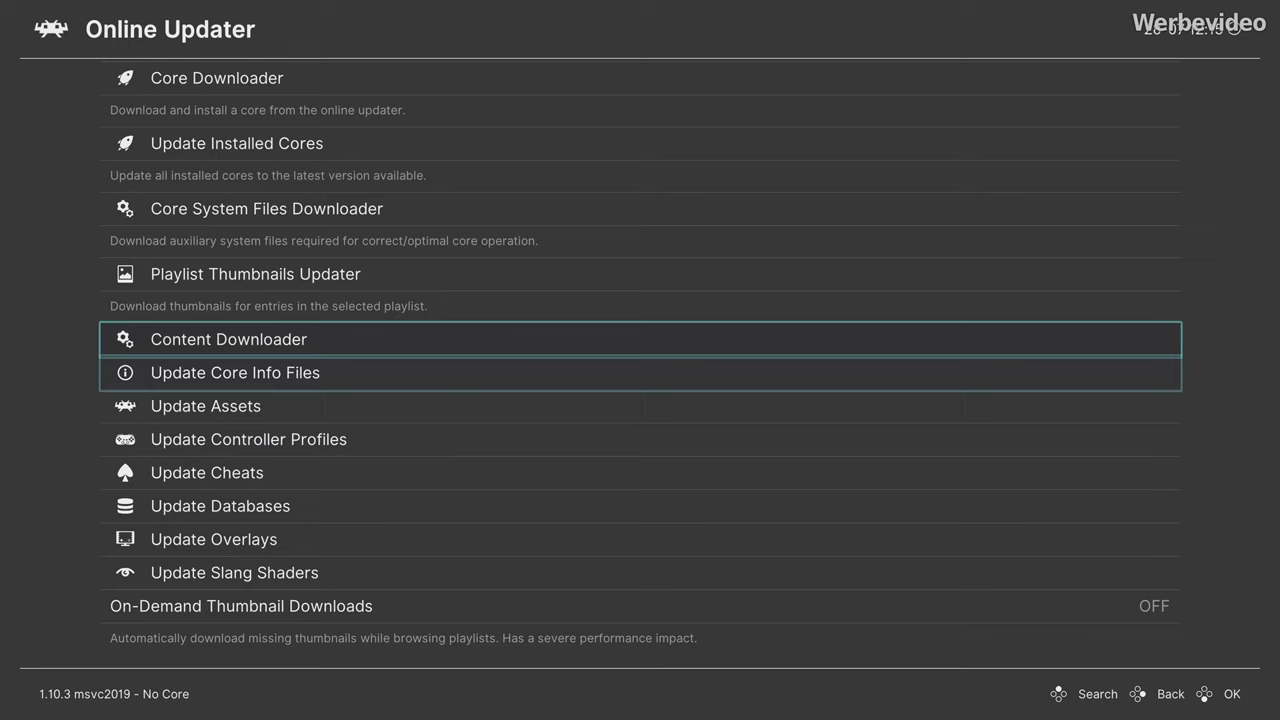 Online Updater
Werbevideo
Core Downloader
Download and install a core from the online updater.
Update Installed Cores
Update all installed cores to the latest version available.
Core System Files Downloader
Download auxiliary system files required for correct/optimal core operation.
Playlist Thumbnails Updater
Download thumbnails for entries in the selected playlist.
Content Downloader
Update Core Info Files
Update Assets
Update Controller Profiles
Update Cheats
Update Databases
Update Overlays
Update Slang Shaders
On-Demand Thumbnail Downloads OFF
Automatically download missing thumbnails while browsing playlists. Has a severe performance impact.
1.10.3 msvc2019 - No Core Search Back OK